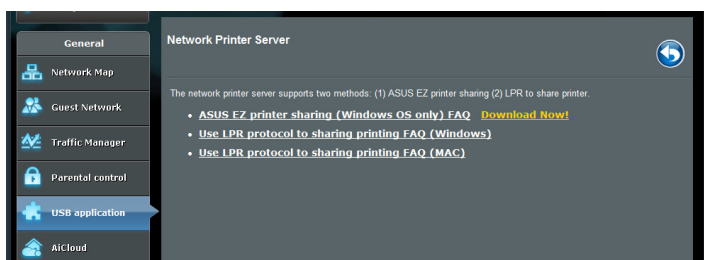 General
Network Map
Guest Network
Traffic Manager
Parental control
USB application
AiCloud
Network Printer Server
The network printer server supports two methods: (1) ASUS EZ printer sharing (2) LPR to share printer.
ASUS EZ printer sharing (Windows OS only) FAQ Download Now!
Use LPR protocol to sharing printing FAQ (Windows)
Use LPR protocol to sharing printing FAQ (MAC)